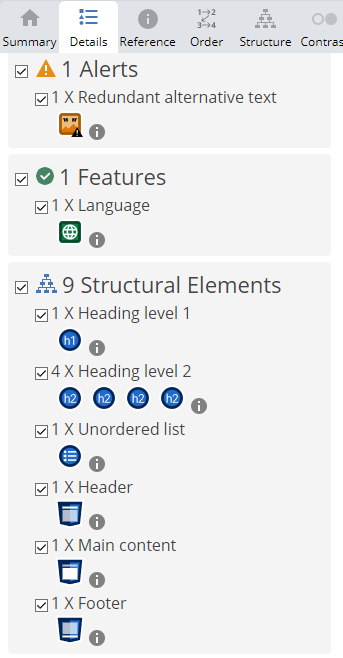 Summary Details Reference Order Structure Contras
1 Alerts
1 X Redundant alternative text
1 Features
1 X Language
9 Structural Elements
1 X Heading level 1
h1
4 X Heading level 2
h2 h2 h2 h2
1 X Unordered list
1 X Header
1 X Main content
1 X Footer